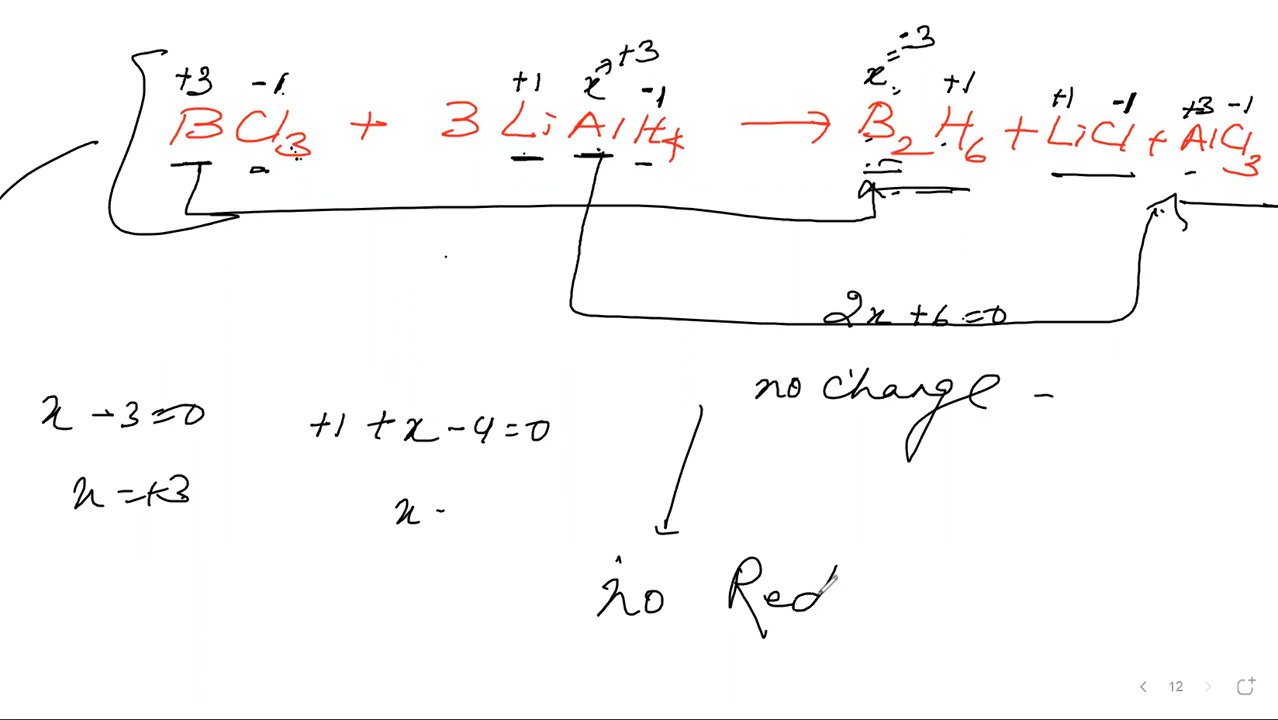 +3 -1 +1 x=+3 -1 x=-3 +1 +1 -1 +3 -1
BCl3 + 3 LiAlH4 → B2H6 + LiCl + AlCl3
2x + 6 = 0
no change -
x - 3 = 0 +1 + x - 4 = 0
x = +3 x -
no Red
12